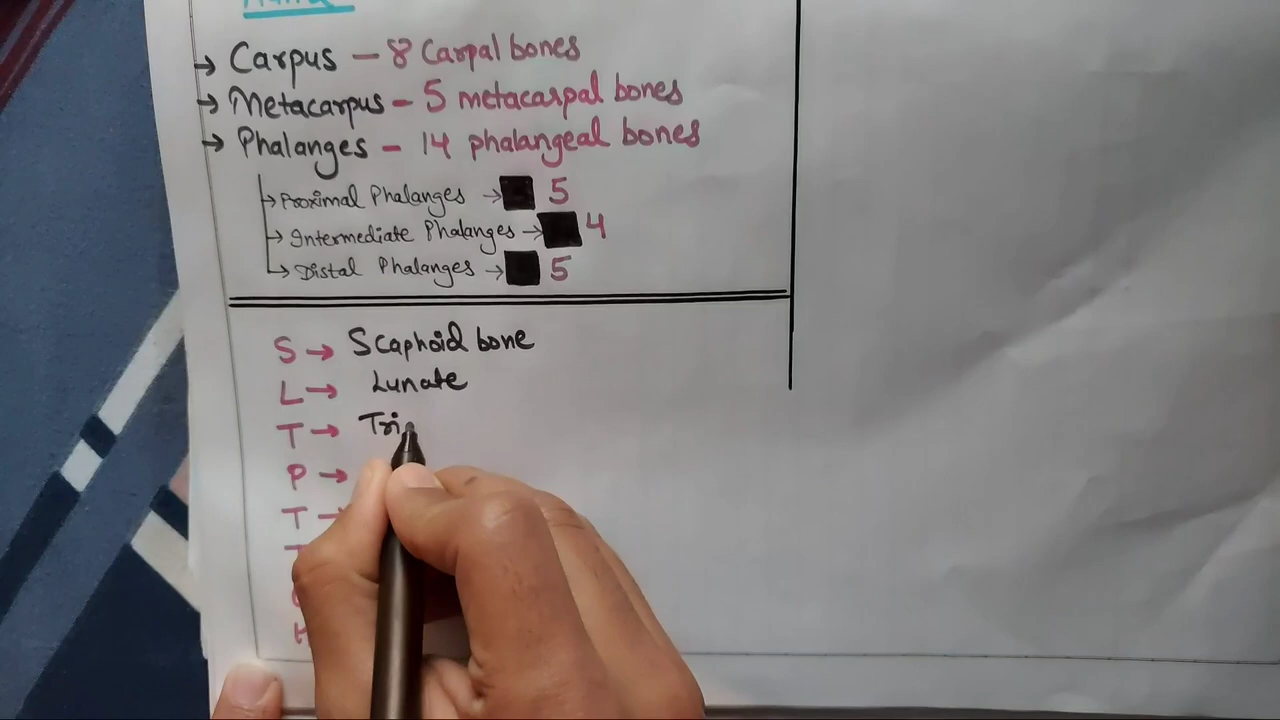 → Carpus – 8 Carpal bones
→ Metacarpus – 5 metacarpal bones
→ Phalanges – 14 phalangeal bones
→ Proximal Phalanges → 5
→ Intermediate Phalanges → 4
→ Distal Phalanges → 5
S → Scaphoid bone
L → Lunate
T → Tri
P →
T →